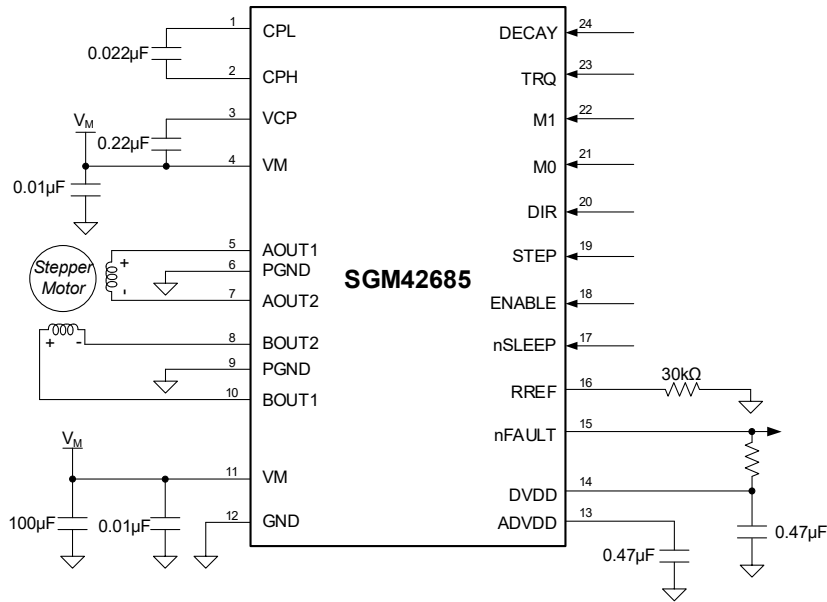 1
CPL
0.022µF
2
CPH
3
VCP
V_M
0.22µF
4
VM
0.01µF
5
AOUT1
Stepper
Motor
+
-
6
PGND
7
AOUT2
8
BOUT2
+ -
9
PGND
10
BOUT1
V_M
11
VM
100µF
0.01µF
12
GND
SGM42685
DECAY
24
TRQ
23
M1
22
M0
21
DIR
20
STEP
19
ENABLE
18
nSLEEP
17
RREF
16
30kΩ
nFAULT
15
DVDD
14
ADVDD
13
0.47µF
0.47µF